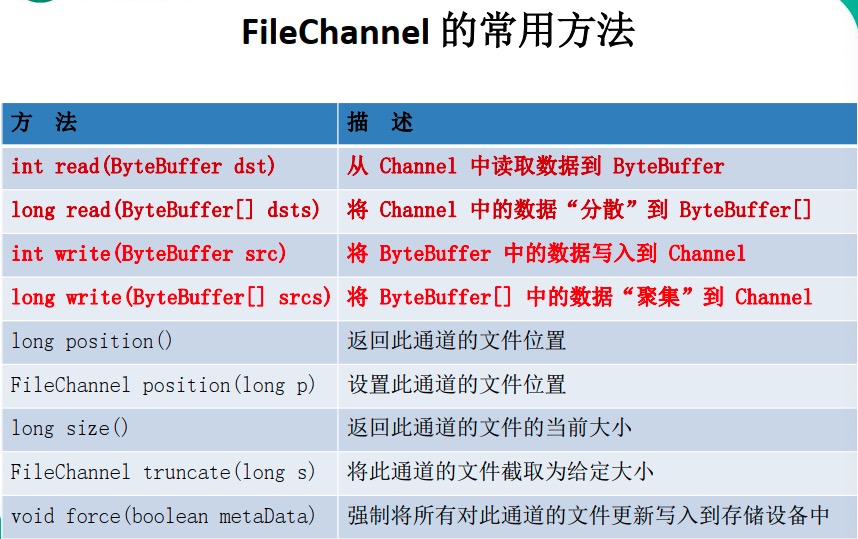 FileChannel 的常用方法
方 法 描 述
int read(ByteBuffer dst) 从 Channel 中读取数据到 ByteBuffer
long read(ByteBuffer[] dsts) 将 Channel 中的数据“分散”到 ByteBuffer[]
int write(ByteBuffer src) 将 ByteBuffer 中的数据写入到 Channel
long write(ByteBuffer[] srcs) 将 ByteBuffer[] 中的数据“聚集”到 Channel
long position() 返回此通道的文件位置
FileChannel position(long p) 设置此通道的文件位置
long size() 返回此通道的文件的当前大小
FileChannel truncate(long s) 将此通道的文件截取为给定大小
void force(boolean metaData) 强制将所有对此通道的文件更新写入到存储设备中